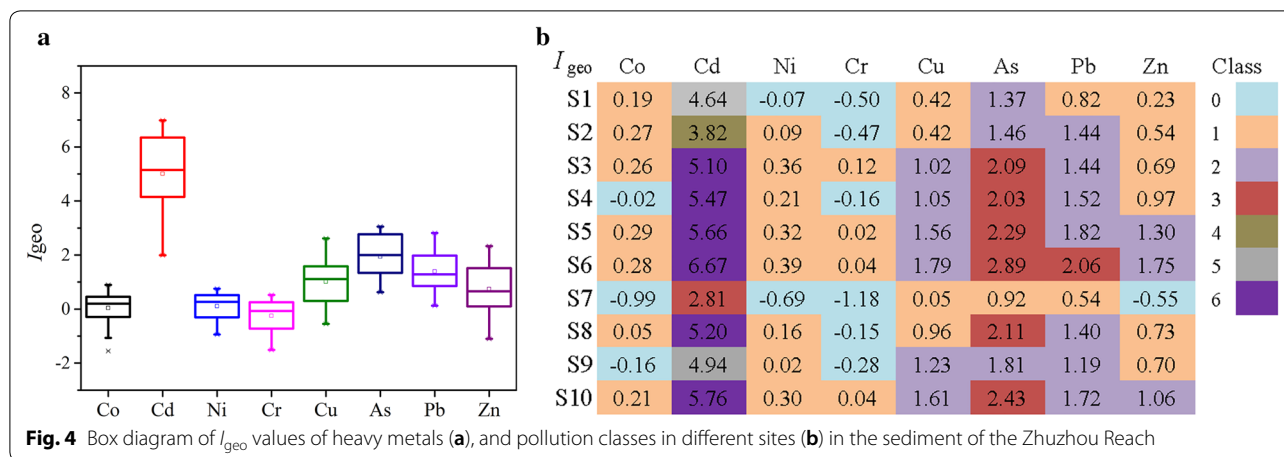 a
8
6
4
2
0
-2
Igeo
Co Cd Ni Cr Cu As Pb Zn
b
Igeo Co Cd Ni Cr Cu As Pb Zn Class
S1 0.19 4.64 -0.07 -0.50 0.42 1.37 0.82 0.23 0
S2 0.27 3.82 0.09 -0.47 0.42 1.46 1.44 0.54 1
S3 0.26 5.10 0.36 0.12 1.02 2.09 1.44 0.69 2
S4 -0.02 5.47 0.21 -0.16 1.05 2.03 1.52 0.97 3
S5 0.29 5.66 0.32 0.02 1.56 2.29 1.82 1.30 4
S6 0.28 6.67 0.39 0.04 1.79 2.89 2.06 1.75 5
S7 -0.99 2.81 -0.69 -1.18 0.05 0.92 0.54 -0.55 6
S8 0.05 5.20 0.16 -0.15 0.96 2.11 1.40 0.73
S9 -0.16 4.94 0.02 -0.28 1.23 1.81 1.19 0.70
S10 0.21 5.76 0.30 0.04 1.61 2.43 1.72 1.06
Fig. 4 Box diagram of Igeo values of heavy metals (a), and pollution classes in different sites (b) in the sediment of the Zhuzhou Reach